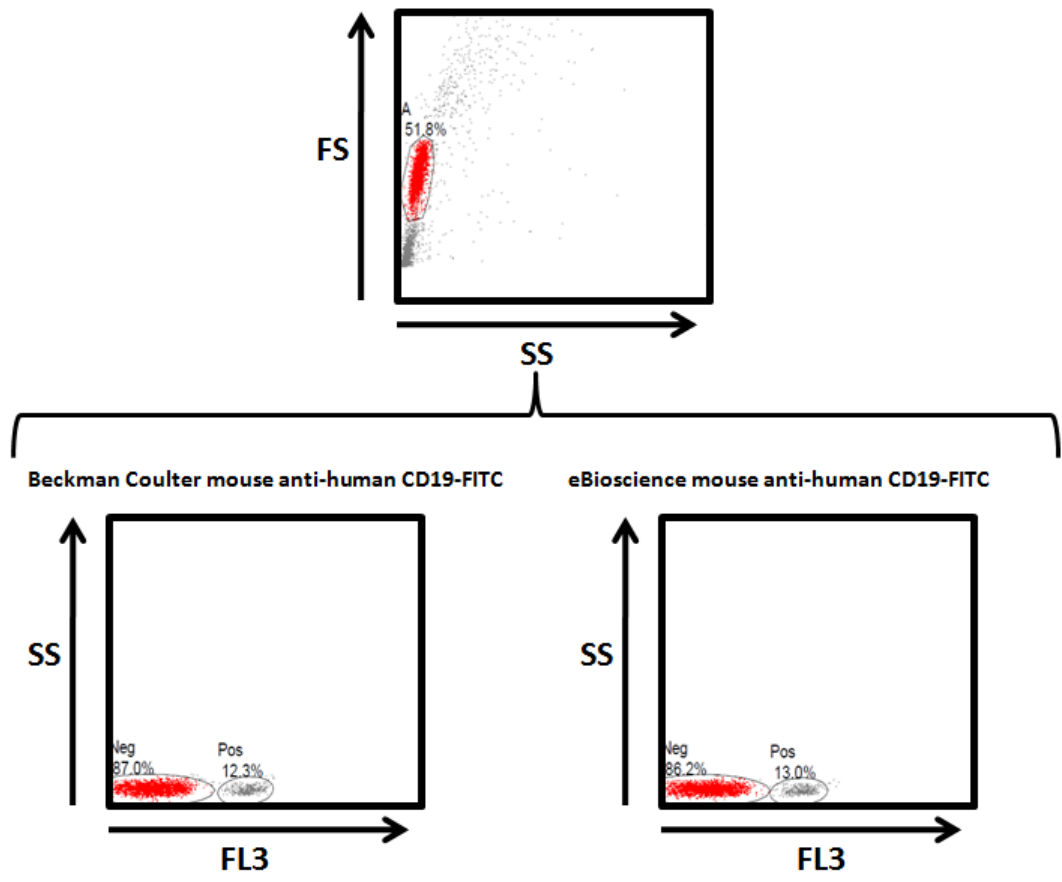 FS
A
51.8%
SS
Beckman Coulter mouse anti-human CD19-FITC
eBioscience mouse anti-human CD19-FITC
SS
Neg
87.0%
Pos
12.3%
FL3
SS
Neg
86.2%
Pos
13.0%
FL3